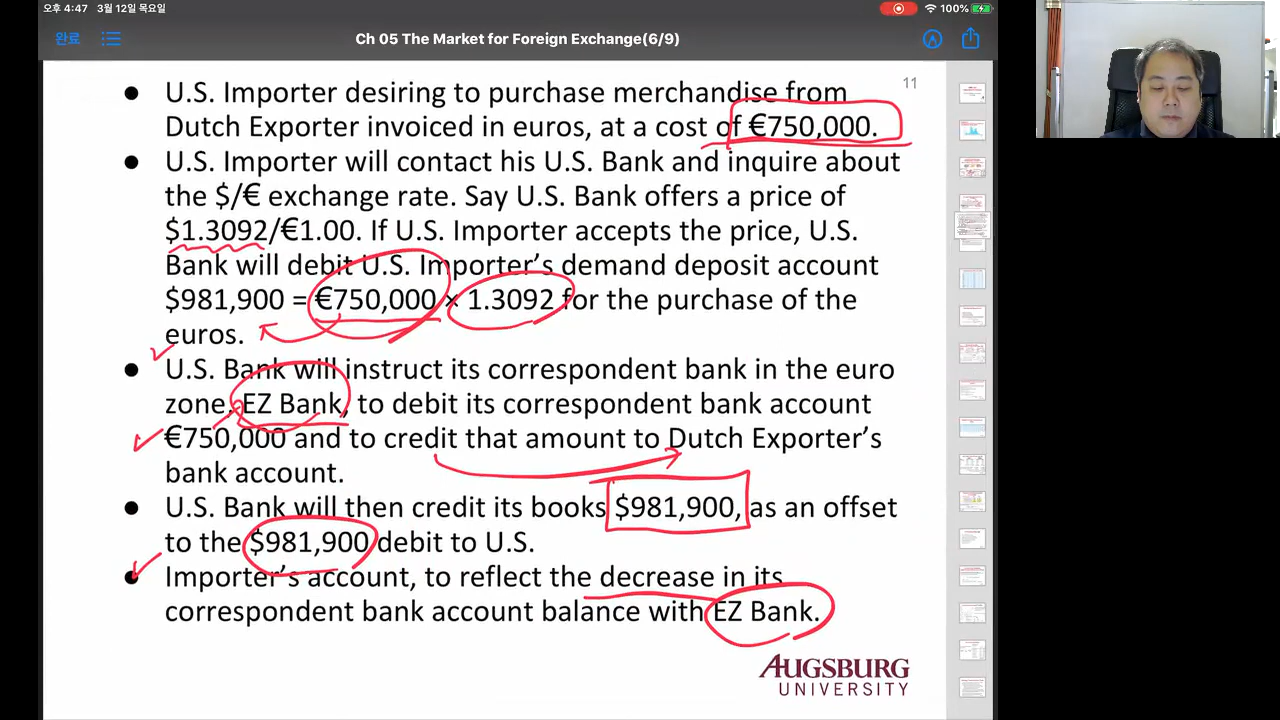 오후 4:47 3월 12일 목요일 100%
완료 Ch 05 The Market for Foreign Exchange(6/9)
11
● U.S. Importer desiring to purchase merchandise from
Dutch Exporter invoiced in euros, at a cost of €750,000.
● U.S. Importer will contact his U.S. Bank and inquire about
the $/€ exchange rate. Say U.S. Bank offers a price of
$1.3092/€1.00. If U.S. Importer accepts the price, U.S.
Bank will debit U.S. Importer's demand deposit account
$981,900 = €750,000 × 1.3092 for the purchase of the
euros.
● U.S. Bank will instruct its correspondent bank in the euro
zone, EZ Bank, to debit its correspondent bank account
€750,000 and to credit that amount to Dutch Exporter's
bank account.
● U.S. Bank will then credit its books $981,900, as an offset
to the $981,900 debit to U.S.
● Importer's account, to reflect the decrease in its
correspondent bank account balance with EZ Bank.
AUGSBURG
UNIVERSITY